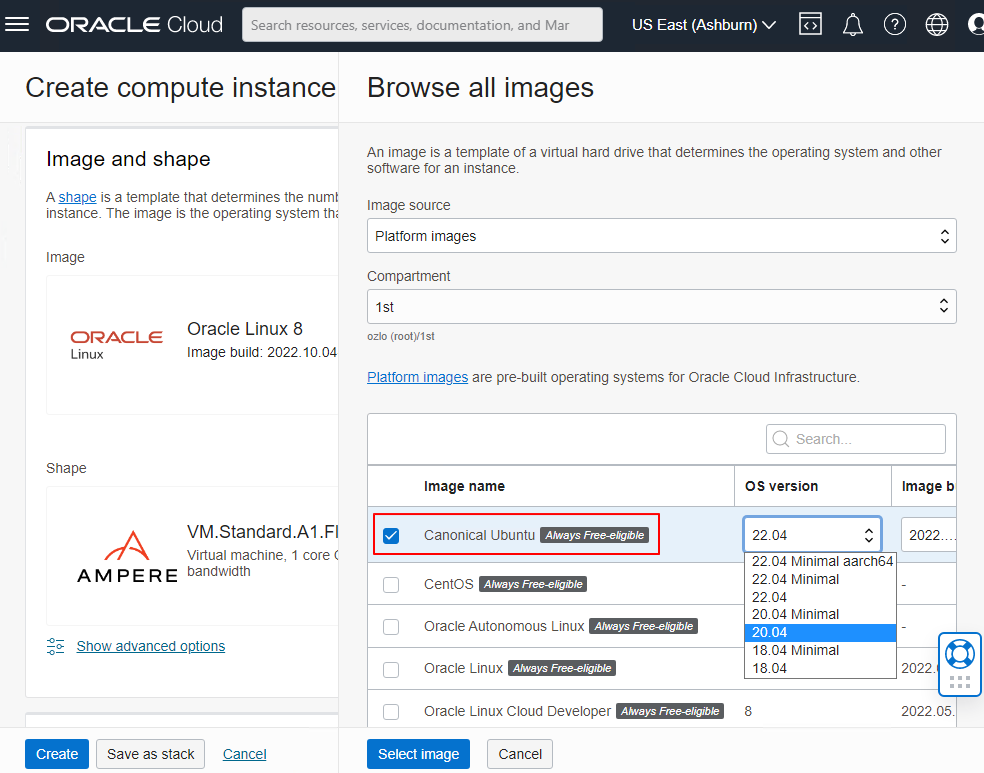 ORACLE Cloud
Search resources, services, documentation, and Mar
US East (Ashburn)
Create compute instance
Image and shape
A shape is a template that determines the numb
instance. The image is the operating system tha
Image
ORACLE
Linux
Oracle Linux 8
Image build: 2022.10.04
Shape
AMPERE
VM.Standard.A1.Fl
Virtual machine, 1 core O
bandwidth
Show advanced options
Create
Save as stack
Cancel
Browse all images
An image is a template of a virtual hard drive that determines the operating system and other
software for an instance.
Image source
Platform images
Compartment
1st
ozlo (root)/1st
Platform images are pre-built operating systems for Oracle Cloud Infrastructure.
Search...
Image name OS version Image b
Canonical Ubuntu Always Free-eligible 22.04 2022....
22.04 Minimal aarch64
22.04 Minimal
22.04
20.04 Minimal
20.04
18.04 Minimal
18.04
CentOS Always Free-eligible -
Oracle Autonomous Linux Always Free-eligible -
Oracle Linux Always Free-eligible 2022.
Oracle Linux Cloud Developer Always Free-eligible 8 2022.05.
Select image
Cancel